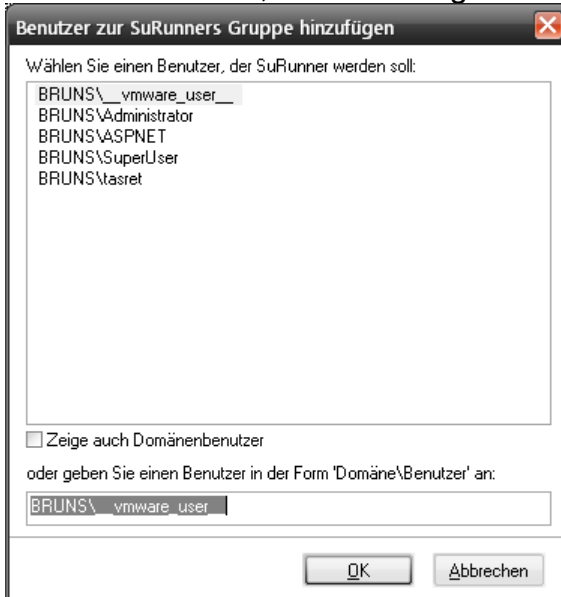 Benutzer zur SuRunners Gruppe hinzufügen
Wählen Sie einen Benutzer, der SuRunner werden soll:
BRUNS\__vmware_user__
BRUNS\Administrator
BRUNS\ASPNET
BRUNS\SuperUser
BRUNS\tasret
Zeige auch Domänenbenutzer
oder geben Sie einen Benutzer in der Form 'Domäne\Benutzer' an:
BRUNS\__vmware_user__
OK
Abbrechen